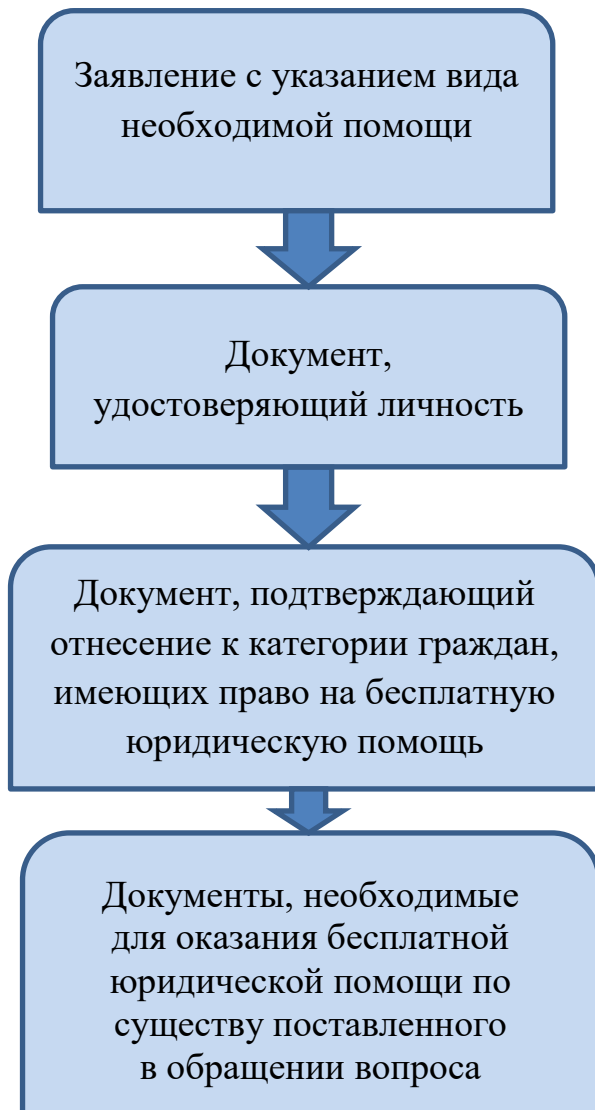 Заявление с указанием вида
необходимой помощи
Документ,
удостоверяющий личность
Документ, подтверждающий
отнесение к категории граждан,
имеющих право на бесплатную
юридическую помощь
Документы, необходимые
для оказания бесплатной
юридической помощи по
существу поставленного
в обращении вопроса